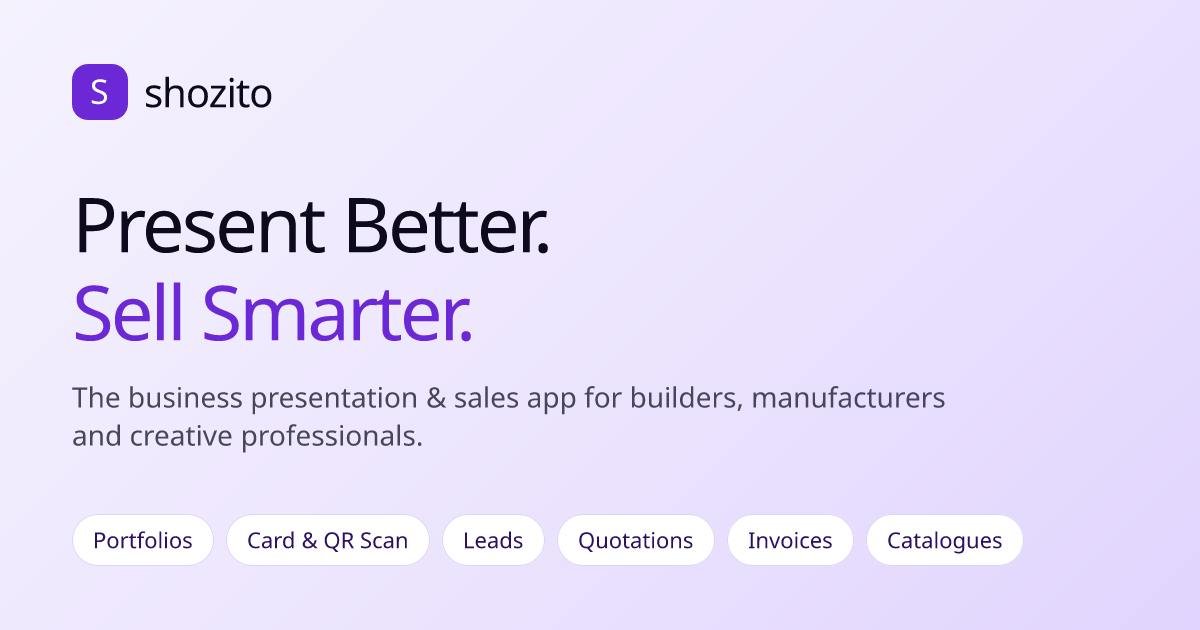 S shozito
Present Better.
Sell Smarter.
The business presentation & sales app for builders, manufacturers
and creative professionals.
Portfolios Card & QR Scan Leads Quotations Invoices Catalogues